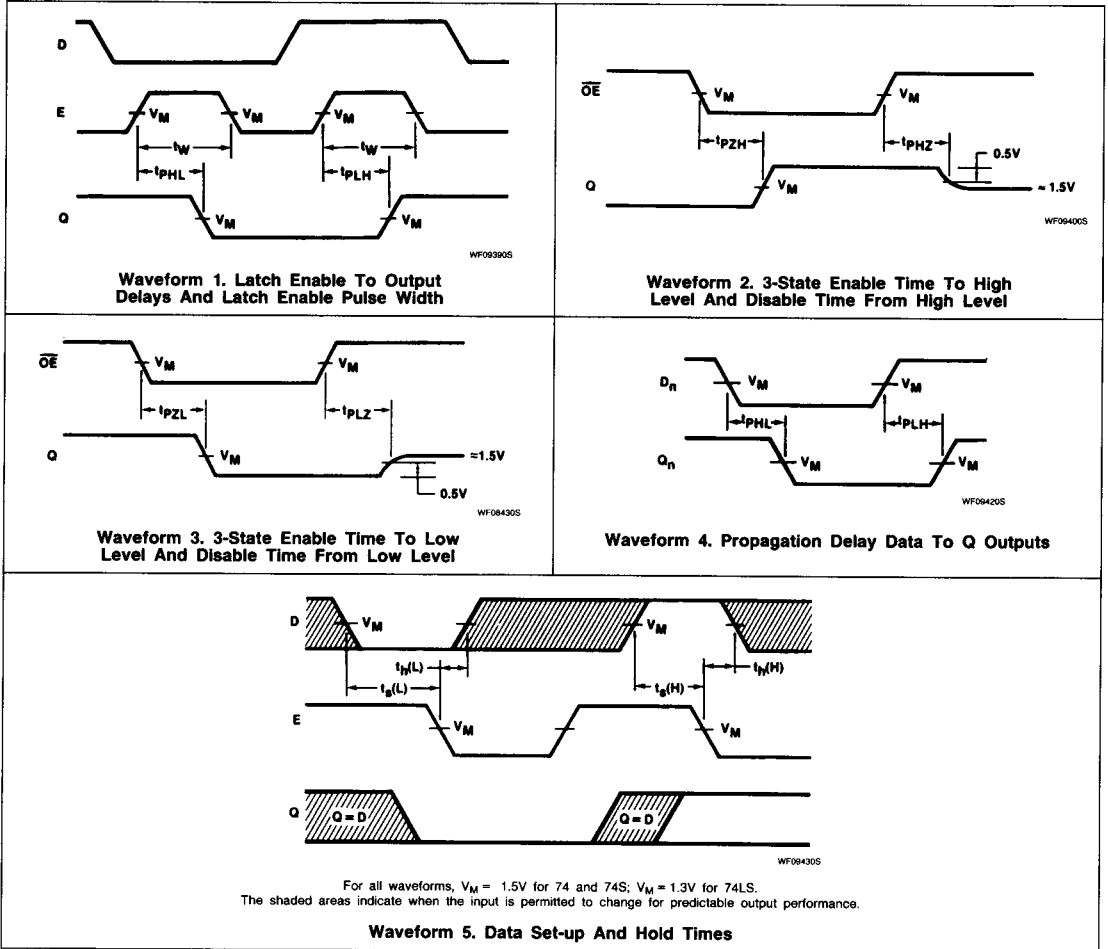 D
E
V_M
V_M
V_M
t_W
t_W
t_PHL
t_PLH
Q
V_M
V_M
WF09390S
Waveform 1. Latch Enable To Output
Delays And Latch Enable Pulse Width
OE
V_M
V_M
t_PZH
t_PHZ
0.5V
Q
V_M
≈ 1.5V
WF09400S
Waveform 2. 3-State Enable Time To High
Level And Disable Time From High Level
OE
V_M
V_M
t_PZL
t_PLZ
Q
V_M
≈1.5V
0.5V
WF08430S
Waveform 3. 3-State Enable Time To Low
Level And Disable Time From Low Level
D_n
V_M
V_M
t_PHL
t_PLH
Q_n
V_M
V_M
WF09420S
Waveform 4. Propagation Delay Data To Q Outputs
D
V_M
V_M
t_h(L)
t_h(H)
t_s(L)
t_s(H)
E
V_M
V_M
Q
Q = D
Q = D
WF09430S
For all waveforms, V_M = 1.5V for 74 and 74S; V_M = 1.3V for 74LS.
The shaded areas indicate when the input is permitted to change for predictable output performance.
Waveform 5. Data Set-up And Hold Times